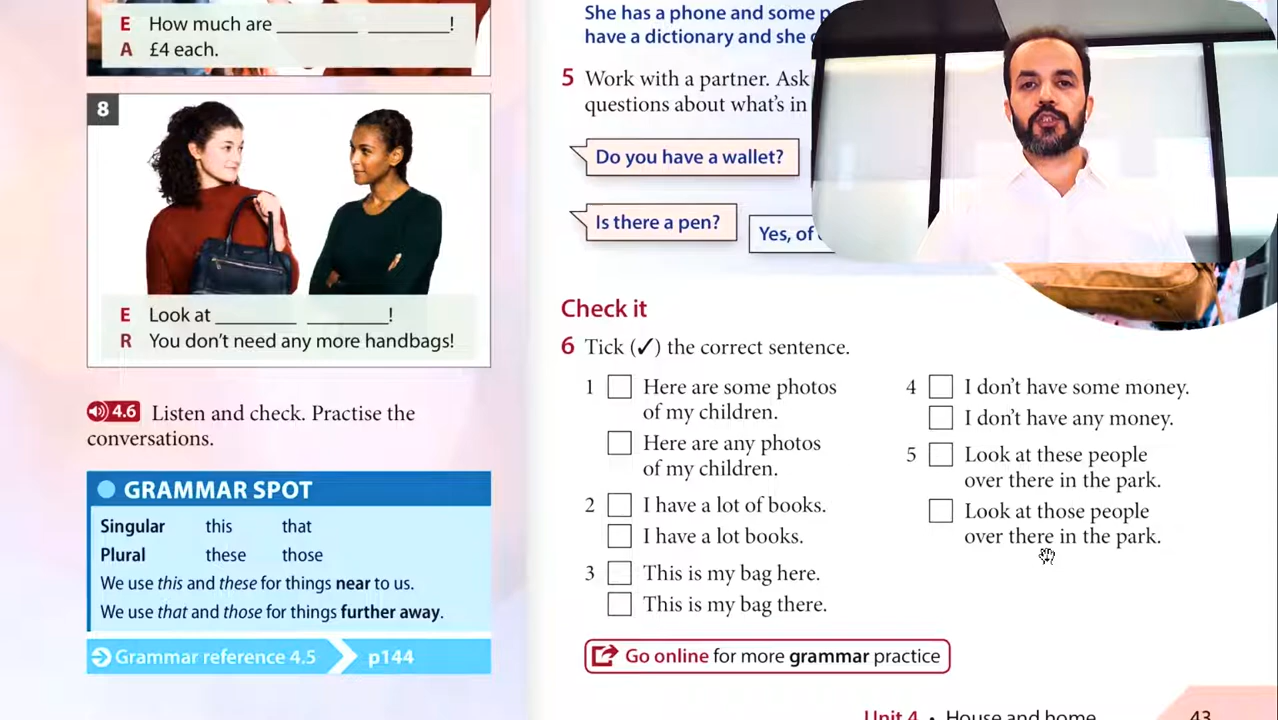 E How much are ________ ________!
A £4 each.
8
E Look at ________ ________!
R You don't need any more handbags!
4.6 Listen and check. Practise the
conversations.
GRAMMAR SPOT
Singular this that
Plural these those
We use this and these for things near to us.
We use that and those for things further away.
Grammar reference 4.5 p144
She has a phone and some
have a dictionary and she
5 Work with a partner. Ask
questions about what's in
Do you have a wallet?
Is there a pen?
Yes, of
Check it
6 Tick (✓) the correct sentence.
1 Here are some photos
of my children.
Here are any photos
of my children.
2 I have a lot of books.
I have a lot books.
3 This is my bag here.
This is my bag there.
4 I don't have some money.
I don't have any money.
5 Look at these people
over there in the park.
Look at those people
over there in the park.
Go online for more grammar practice
Unit 4 • House and home 43